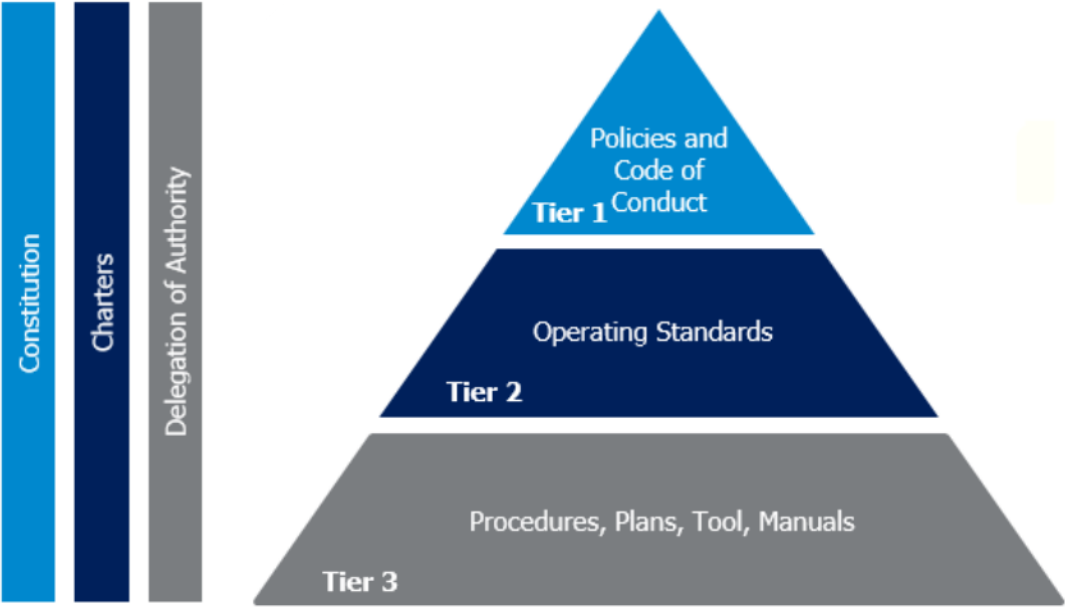 Constitution
Charters
Delegation of Authority
Policies and
Code of
Conduct
Tier 1
Operating Standards
Tier 2
Procedures, Plans, Tool, Manuals
Tier 3